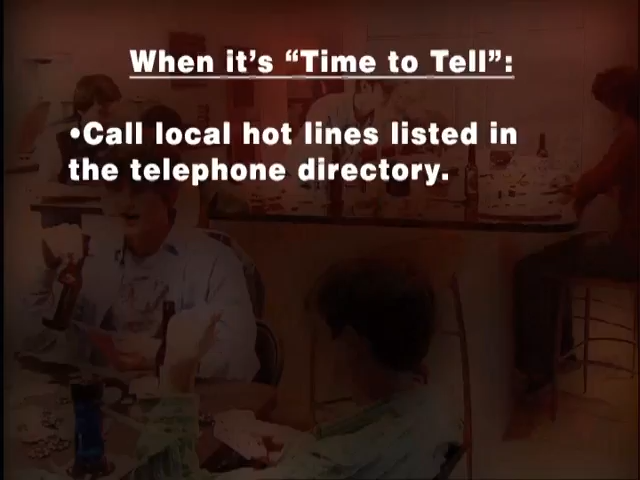 When it's “Time to Tell”:
•Call local hot lines listed in
the telephone directory.